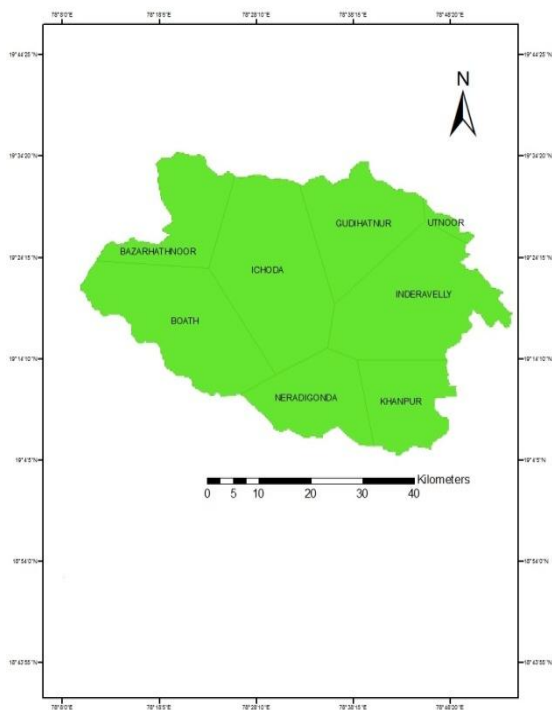 78°8'0"E 78°18'5"E 78°28'10"E 78°38'15"E 78°48'20"E
19°44'20"N 19°44'20"N
N
19°34'20"N 19°34'20"N
GUDIHATNUR UTNOOR
BAZARHATHNOOR
19°24'15"N 19°24'15"N
ICHODA
INDERAVELLY
BOATH
19°14'10"N 19°14'10"N
NERADIGONDA KHANPUR
19°4'5"N 19°4'5"N
Kilometers
0 5 10 20 30 40
18°54'0"N 18°54'0"N
18°43'55"N 18°43'55"N
78°8'0"E 78°18'5"E 78°28'10"E 78°38'15"E 78°48'20"E